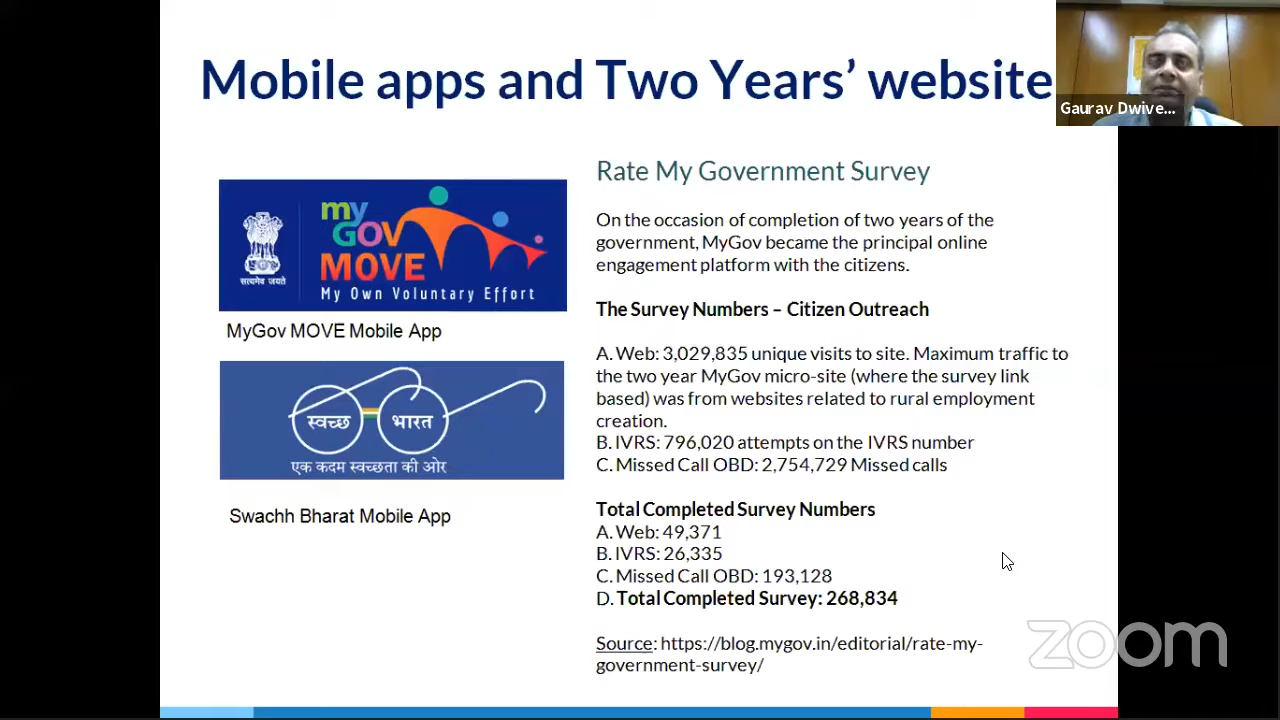 Mobile apps and Two Years’ website
Gaurav Dwive...
my
GOV
MOVE
My Own Voluntary Effort
सत्यमेव जयते
MyGov MOVE Mobile App
स्वच्छ भारत
एक कदम स्वच्छता की ओर
Swachh Bharat Mobile App
Rate My Government Survey
On the occasion of completion of two years of the
government, MyGov became the principal online
engagement platform with the citizens.
The Survey Numbers – Citizen Outreach
A. Web: 3,029,835 unique visits to site. Maximum traffic to
the two year MyGov micro-site (where the survey link
based) was from websites related to rural employment
creation.
B. IVRS: 796,020 attempts on the IVRS number
C. Missed Call OBD: 2,754,729 Missed calls
Total Completed Survey Numbers
A. Web: 49,371
B. IVRS: 26,335
C. Missed Call OBD: 193,128
D. Total Completed Survey: 268,834
Source: https://blog.mygov.in/editorial/rate-my-
government-survey/
zoom